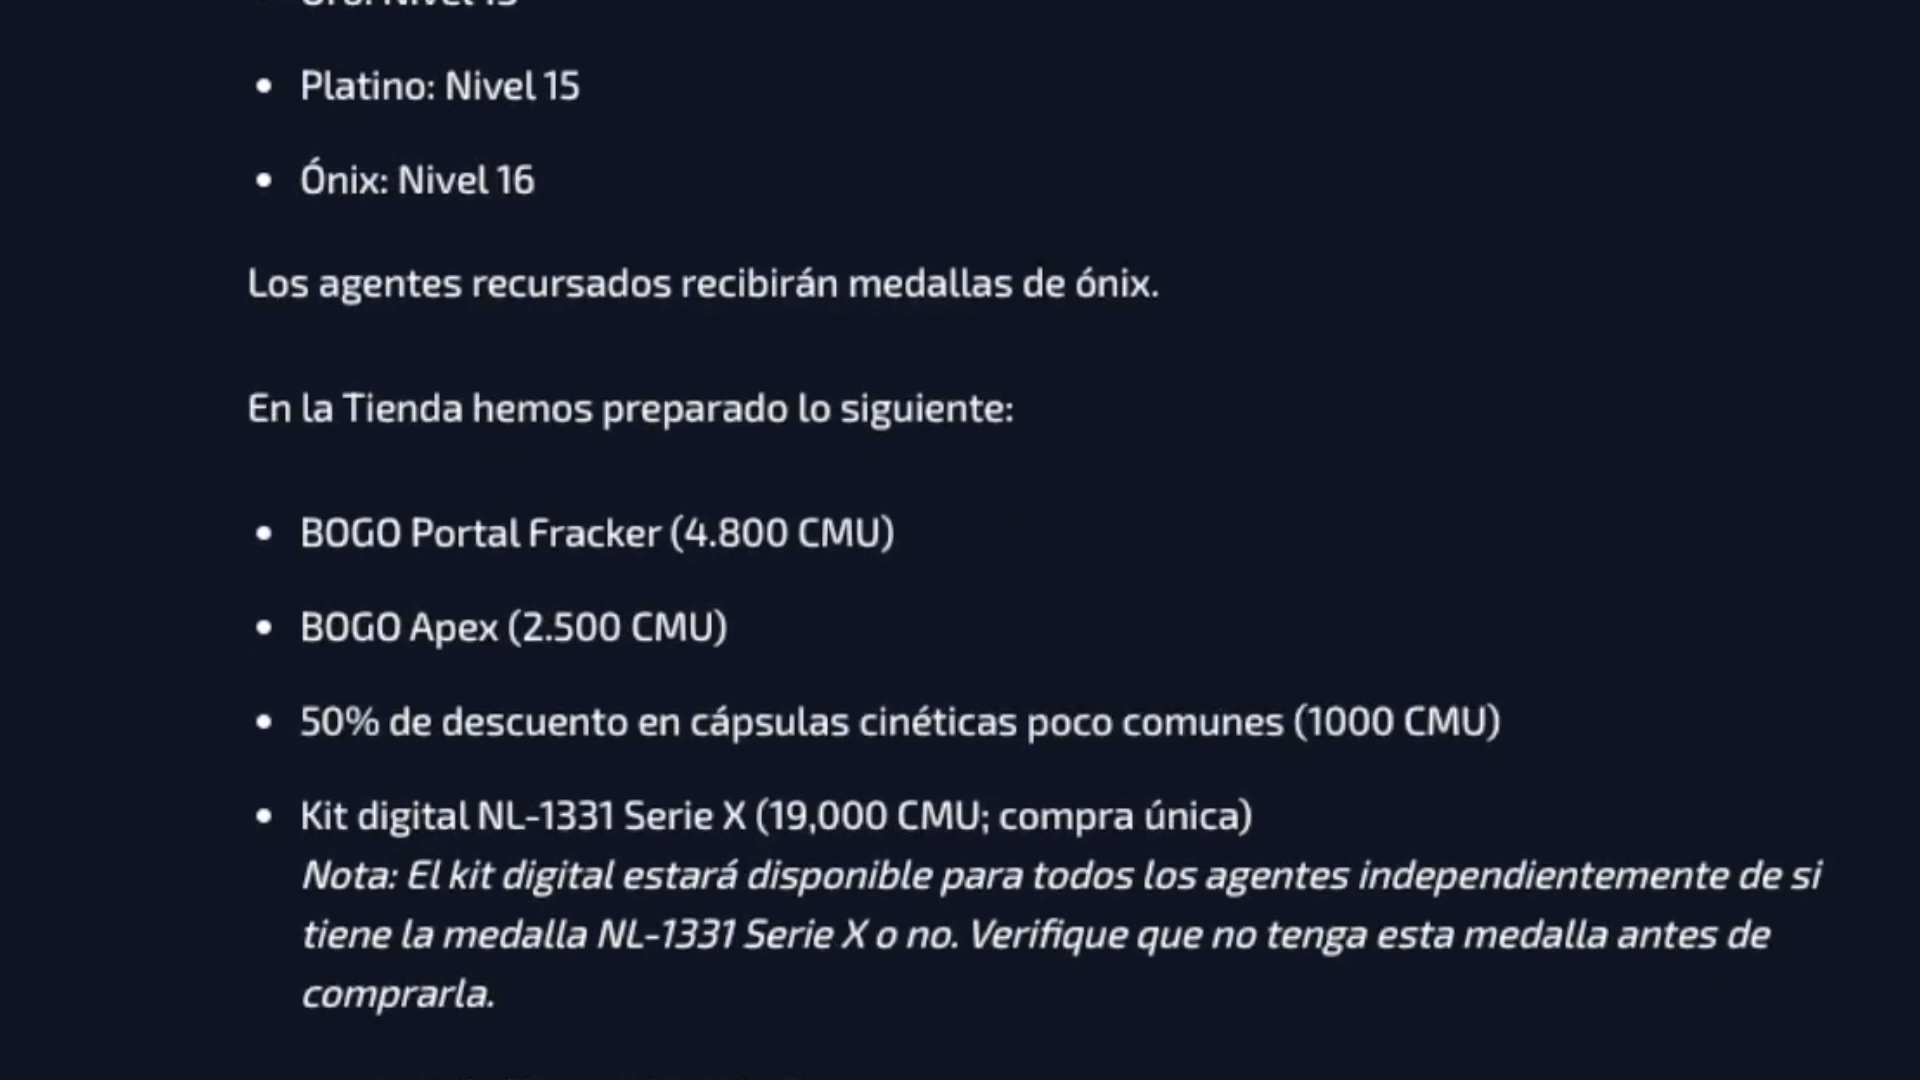 Platino: Nivel 15
Ónix: Nivel 16
Los agentes recursados recibirán medallas de ónix.
En la Tienda hemos preparado lo siguiente:
BOGO Portal Fracker (4.800 CMU)
BOGO Apex (2.500 CMU)
50% de descuento en cápsulas cinéticas poco comunes (1000 CMU)
Kit digital NL-1331 Serie X (19,000 CMU; compra única)
Nota: El kit digital estará disponible para todos los agentes independientemente de si
tiene la medalla NL-1331 Serie X o no. Verifique que no tenga esta medalla antes de
comprarla.